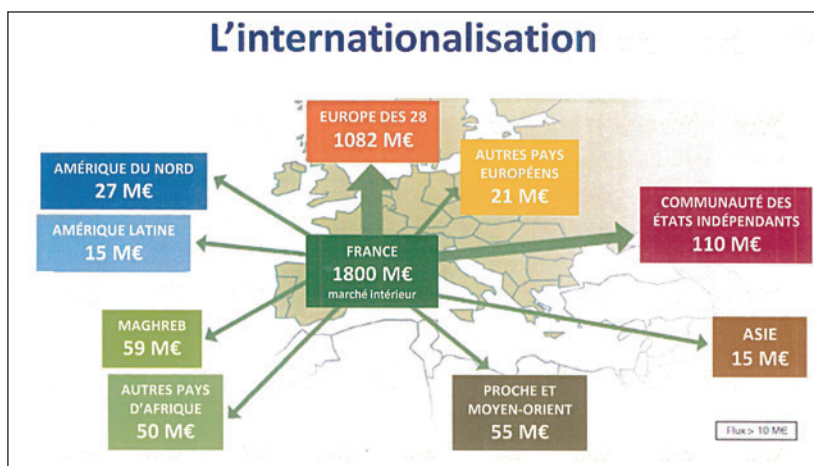 L'internationalisation
EUROPE DES 28
1082 M€
AUTRES PAYS
EUROPÉENS
21 M€
AMÉRIQUE DU NORD
27 M€
COMMUNAUTÉ DES
ÉTATS INDÉPENDANTS
110 M€
AMÉRIQUE LATINE
15 M€
FRANCE
1800 M€
marché intérieur
MAGHREB
59 M€
ASIE
15 M€
AUTRES PAYS
D'AFRIQUE
50 M€
PROCHE ET
MOYEN-ORIENT
55 M€
Flux > 10 M€